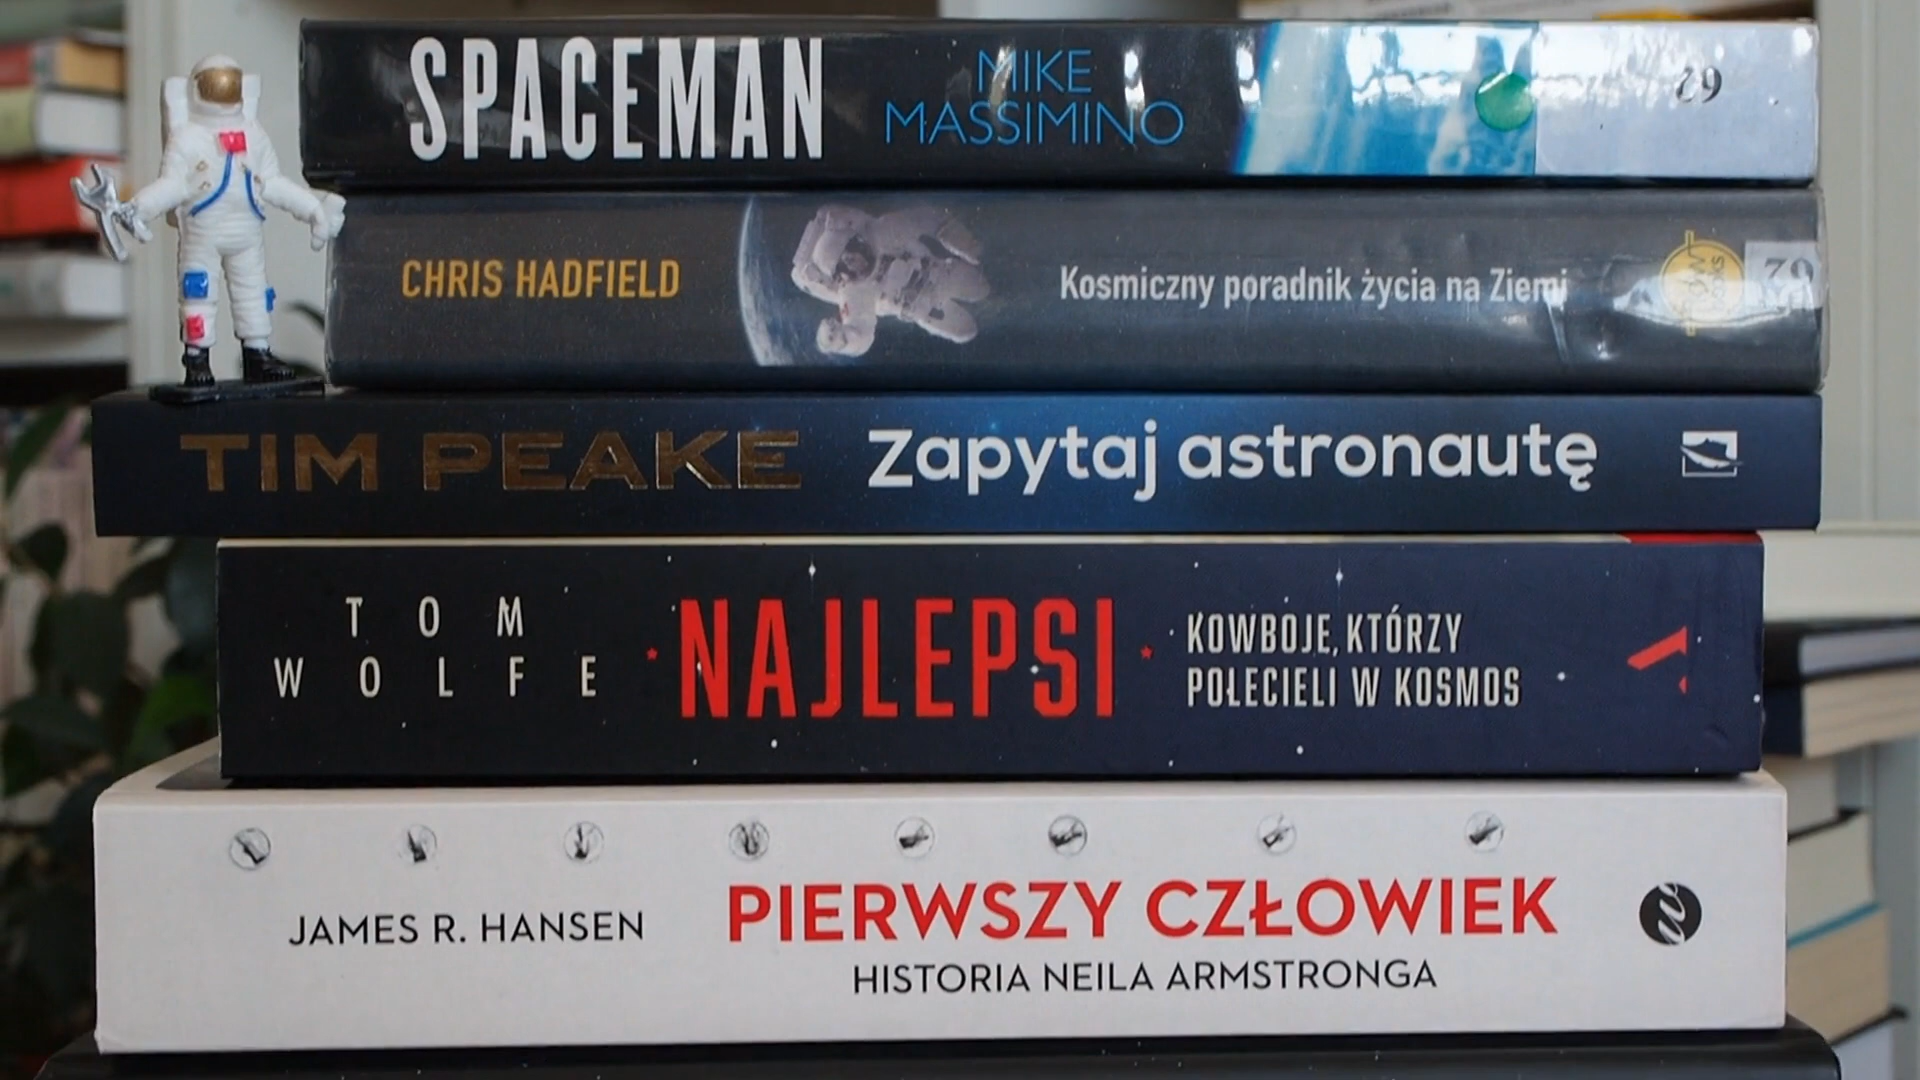 SPACEMAN
MIKE
MASSIMINO
CHRIS HADFIELD
Kosmiczny poradnik życia na Ziemi
79
TIM PEAKE
Zapytaj astronautę
TOM
WOLFE
NAJLEPSI
KOWBOJE, KTÓRZY
POLECIELI W KOSMOS
JAMES R. HANSEN
PIERWSZY CZŁOWIEK
HISTORIA NEILA ARMSTRONGA